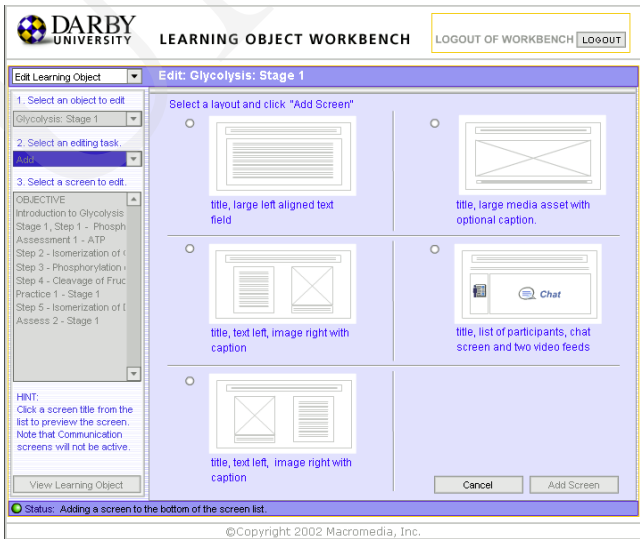 DARBY
UNIVERSITY
LEARNING OBJECT WORKBENCH
LOGOUT OF WORKBENCH LOGOUT
Edit Learning Object
Edit: Glycolysis: Stage 1
1. Select an object to edit
Glycolysis: Stage 1
2. Select an editing task.
Add
3. Select a screen to edit.
OBJECTIVE
Introduction to Glycolysis
Stage 1, Step 1 - Phosph
Assessment 1 - ATP
Step 2 - Isomerization of
Step 3 - Phosphorylation
Step 4 - Cleavage of Fruc
Practice 1 - Stage 1
Step 5 - Isomerization of
Assess 2 - Stage 1
HINT:
Click a screen title from the
list to preview the screen.
Note that Communication
screens will not be active.
View Learning Object
Select a layout and click "Add Screen"
title, large left aligned text
field
title, large media asset with
optional caption.
title, text left, image right with
caption
Chat
title, list of participants, chat
screen and two video feeds
title, text left, image right with
caption
Cancel
Add Screen
Status: Adding a screen to the bottom of the screen list.
©Copyright 2002 Macromedia, Inc.